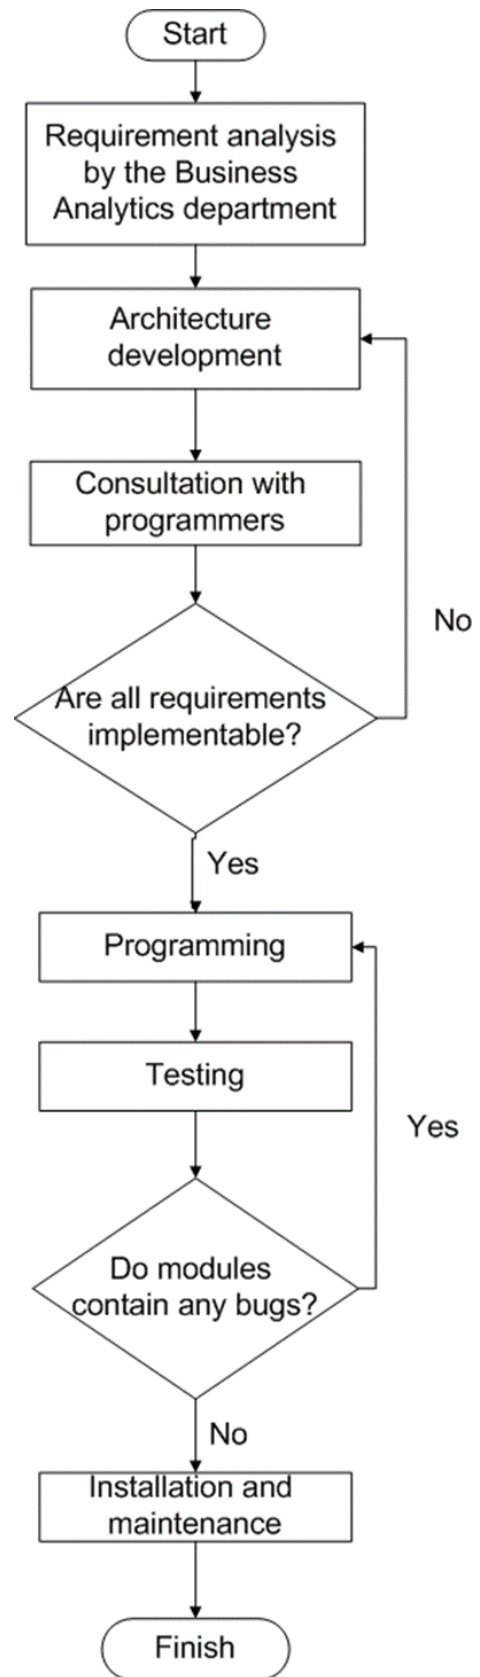 Start
Requirement analysis
by the Business
Analytics department
Architecture
development
Consultation with
programmers
No
Are all requirements
implementable?
Yes
Programming
Testing
Yes
Do modules
contain any bugs?
No
Installation and
maintenance
Finish